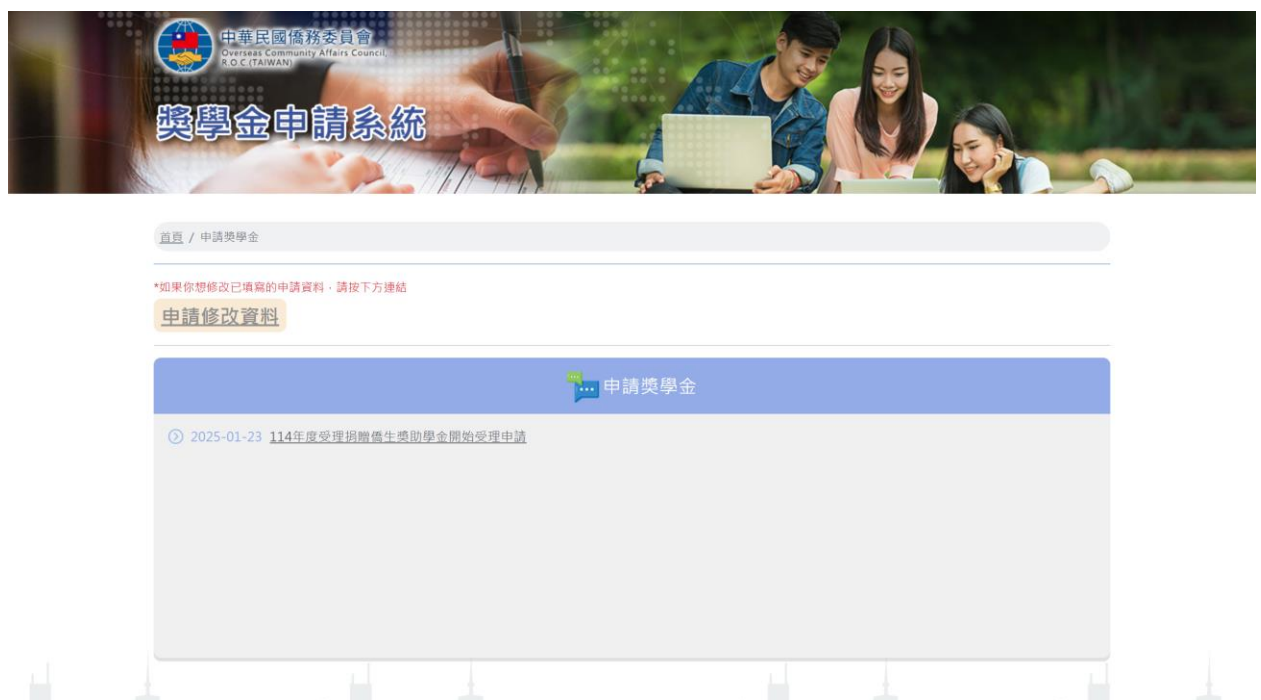 中華民國僑務委員會
Overseas Community Affairs Council,
R.O.C.(TAIWAN)
獎學金申請系統
首頁 / 申請獎學金
*如果你想修改已填寫的申請資料，請按下方連結
申請修改資料
申請獎學金
2025-01-23 114年度受理捐贈僑生獎助學金開始受理申請